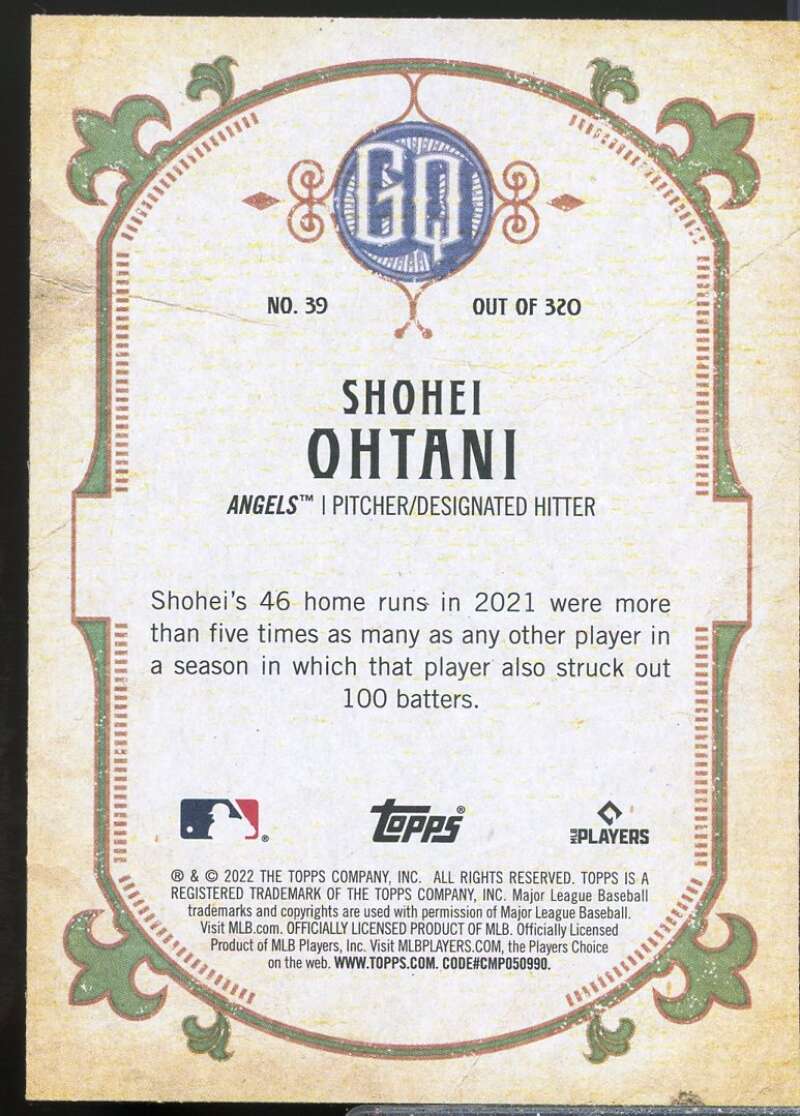 GQ
NO. 39 OUT OF 320
SHOHEI
OHTANI
ANGELS™ | PITCHER/DESIGNATED HITTER
Shohei's 46 home runs in 2021 were more
than five times as many as any other player in
a season in which that player also struck out
100 batters.
® Topps® MLB PLAYERS
® & © 2022 THE TOPPS COMPANY, INC. ALL RIGHTS RESERVED. TOPPS IS A
REGISTERED TRADEMARK OF THE TOPPS COMPANY, INC. Major League Baseball
trademarks and copyrights are used with permission of Major League Baseball.
Visit MLB.com. OFFICIALLY LICENSED PRODUCT OF MLB. Officially Licensed
Product of MLB Players, Inc. Visit MLBPLAYERS.COM, the Players Choice
on the web. WWW.TOPPS.COM. CODE#CMP050990.